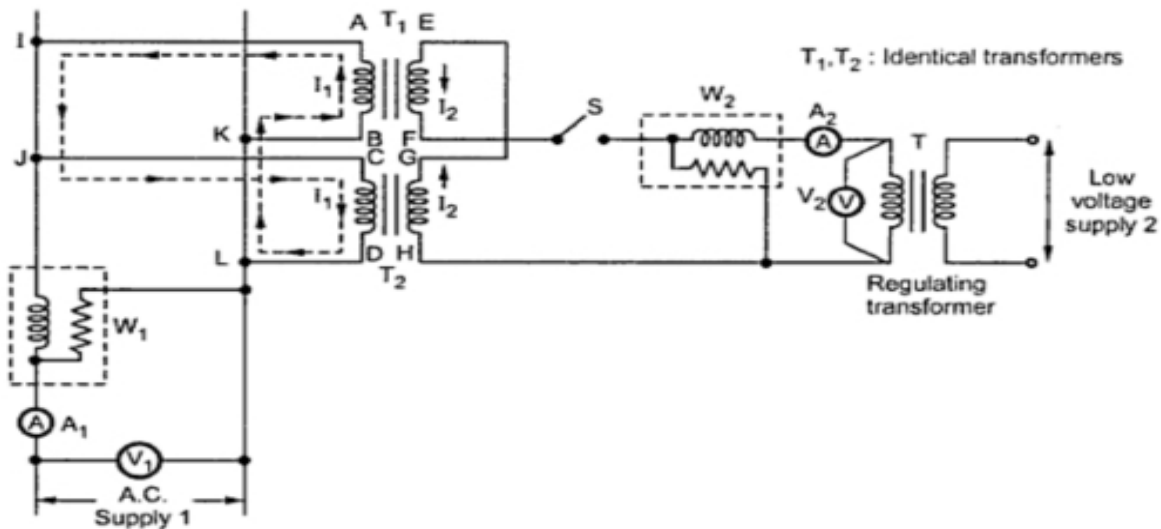 I
A T₁ E
T₁,T₂ : Identical transformers
I₁
I₂
W₂
A₂
S
K
B
F
A
J
C
G
T
V₂
V
Low
voltage
supply 2
I₁
I₂
L
D
H
T₂
Regulating
transformer
W₁
A
A₁
V₁
A.C.
Supply 1